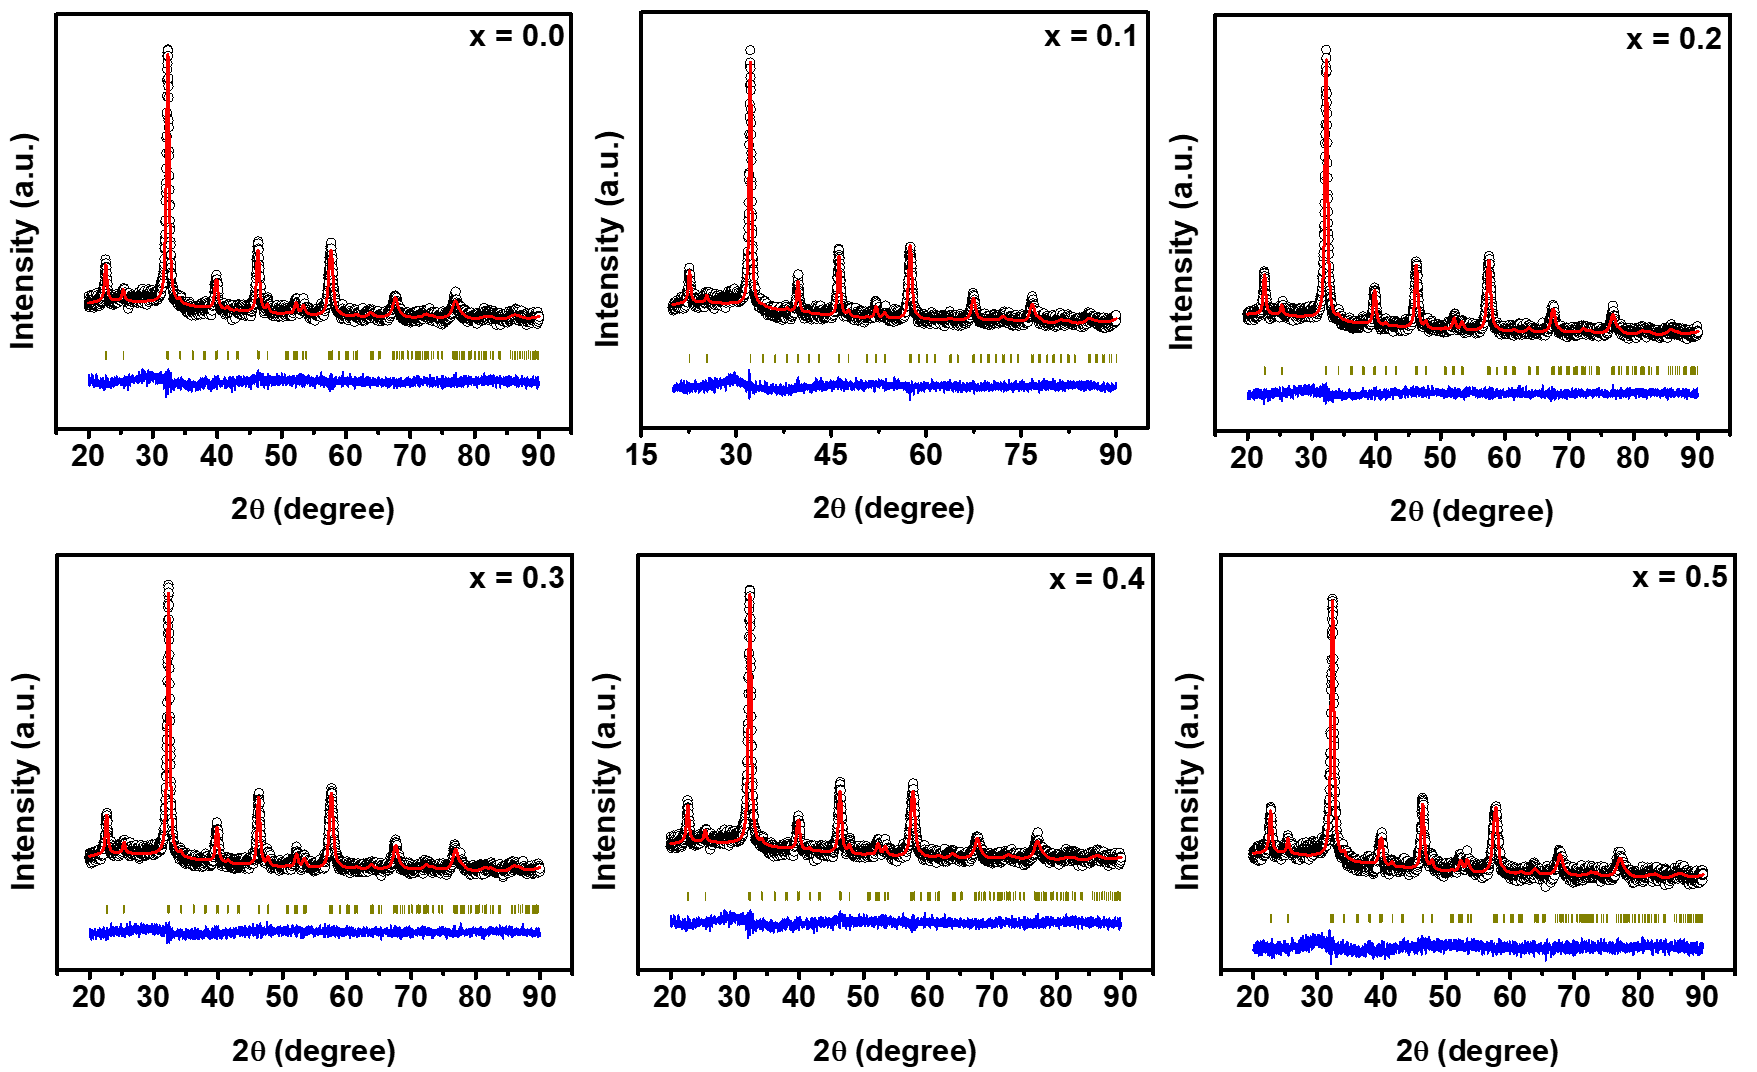 x = 0.0
Intensity (a.u.)
20 30 40 50 60 70 80 90
2θ (degree)
x = 0.1
Intensity (a.u.)
15 30 45 60 75 90
2θ (degree)
x = 0.2
Intensity (a.u.)
20 30 40 50 60 70 80 90
2θ (degree)
x = 0.3
Intensity (a.u.)
20 30 40 50 60 70 80 90
2θ (degree)
x = 0.4
Intensity (a.u.)
20 30 40 50 60 70 80 90
2θ (degree)
x = 0.5
Intensity (a.u.)
20 30 40 50 60 70 80 90
2θ (degree)